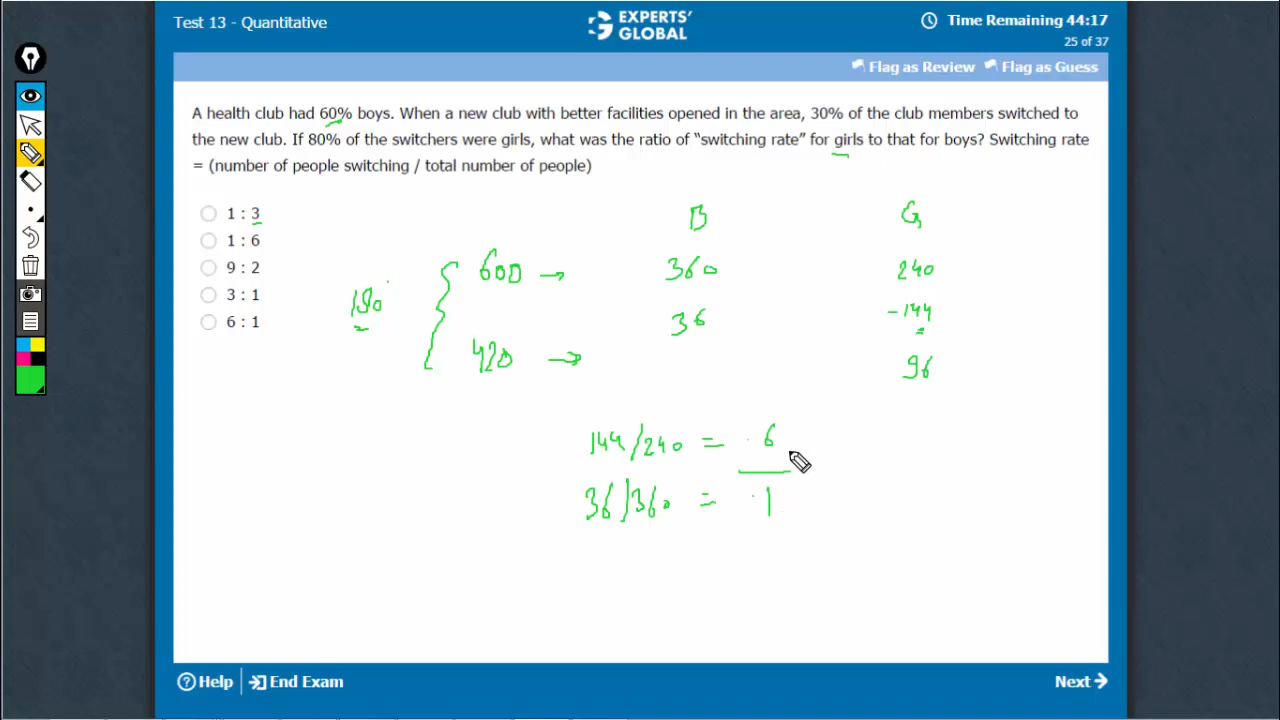 Test 13 - Quantitative
EXPERTS'
GLOBAL
Time Remaining 44:17
25 of 37
Flag as Review
Flag as Guess
A health club had 60% boys. When a new club with better facilities opened in the area, 30% of the club members switched to
the new club. If 80% of the switchers were girls, what was the ratio of “switching rate” for girls to that for boys? Switching rate
= (number of people switching / total number of people)
1 : 3
1 : 6
9 : 2
3 : 1
6 : 1
B G
600 → 360 240
180
36 -144
420 → 96
144/240 = .6
36/360 = .1
Help
End Exam
Next